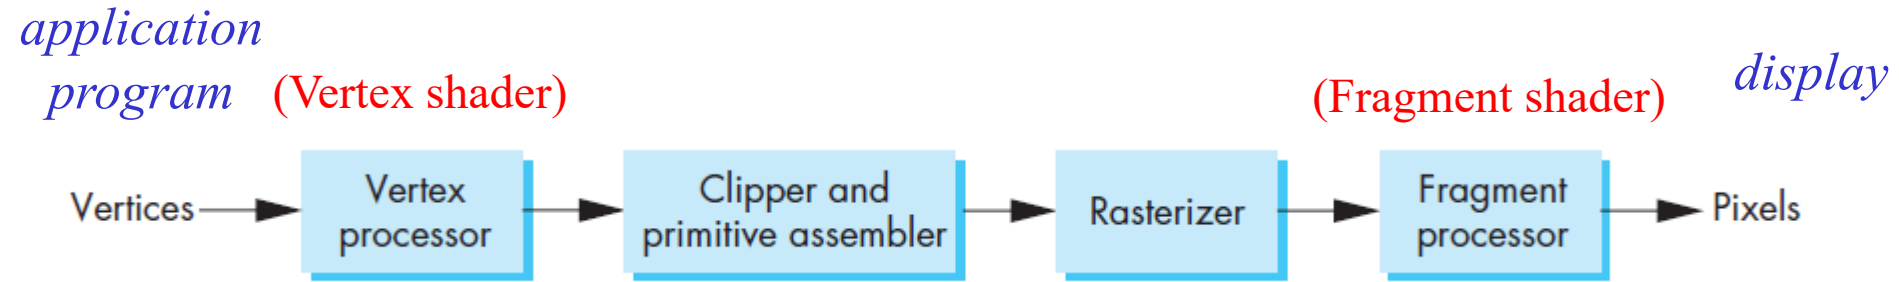 application
program
(Vertex shader)
(Fragment shader)
display
Vertices
Vertex
processor
Clipper and
primitive assembler
Rasterizer
Fragment
processor
Pixels